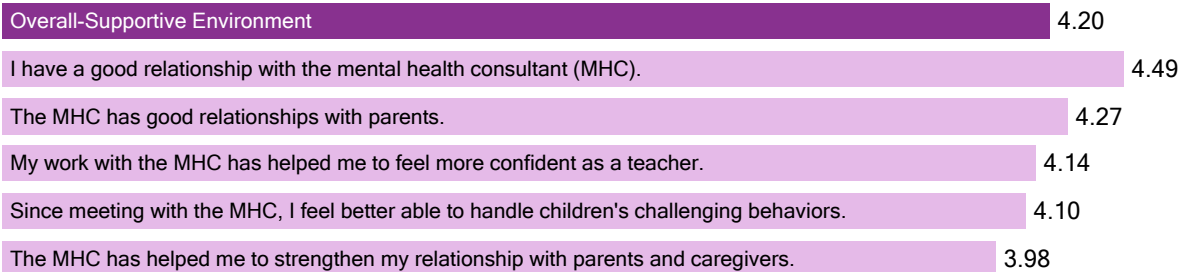 Overall-Supportive Environment 4.20
I have a good relationship with the mental health consultant (MHC). 4.49
The MHC has good relationships with parents. 4.27
My work with the MHC has helped me to feel more confident as a teacher. 4.14
Since meeting with the MHC, I feel better able to handle children's challenging behaviors. 4.10
The MHC has helped me to strengthen my relationship with parents and caregivers. 3.98